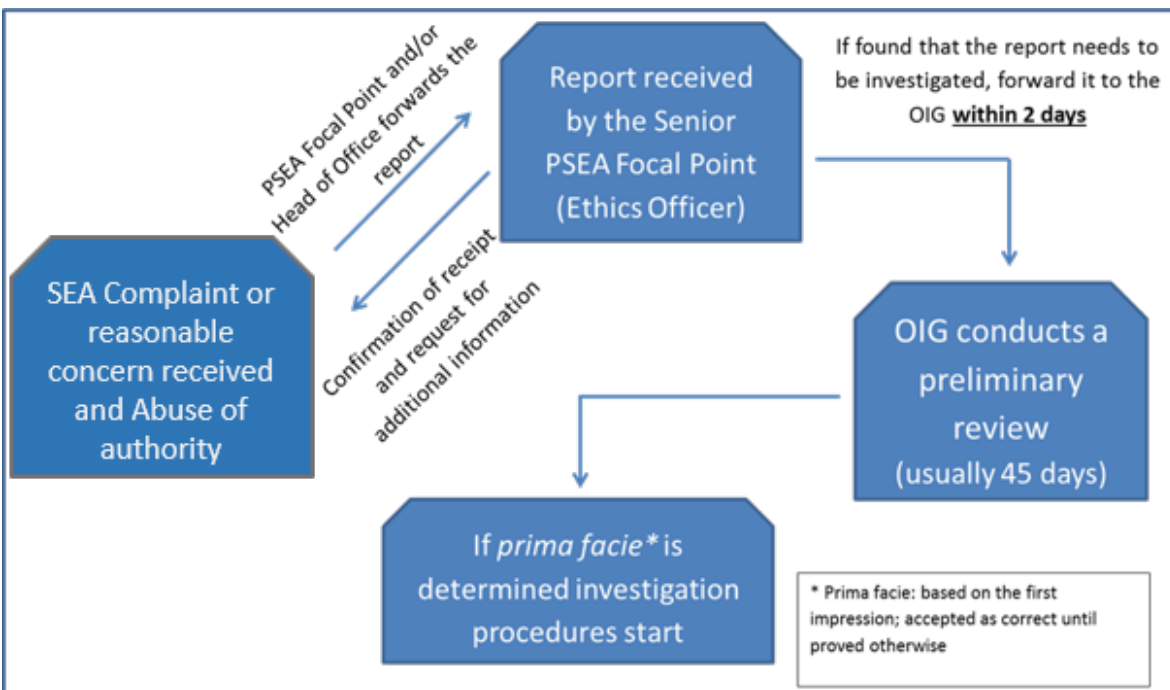 SEA Complaint or
reasonable
concern received
and Abuse of
authority
PSEA Focal Point and/or
Head of Office forwards the
report
Confirmation of receipt
and request for
additional information
Report received
by the Senior
PSEA Focal Point
(Ethics Officer)
If found that the report needs to
be investigated, forward it to the
OIG within 2 days
OIG conducts a
preliminary
review
(usually 45 days)
If prima facie* is
determined investigation
procedures start
* Prima facie: based on the first
impression; accepted as correct until
proved otherwise